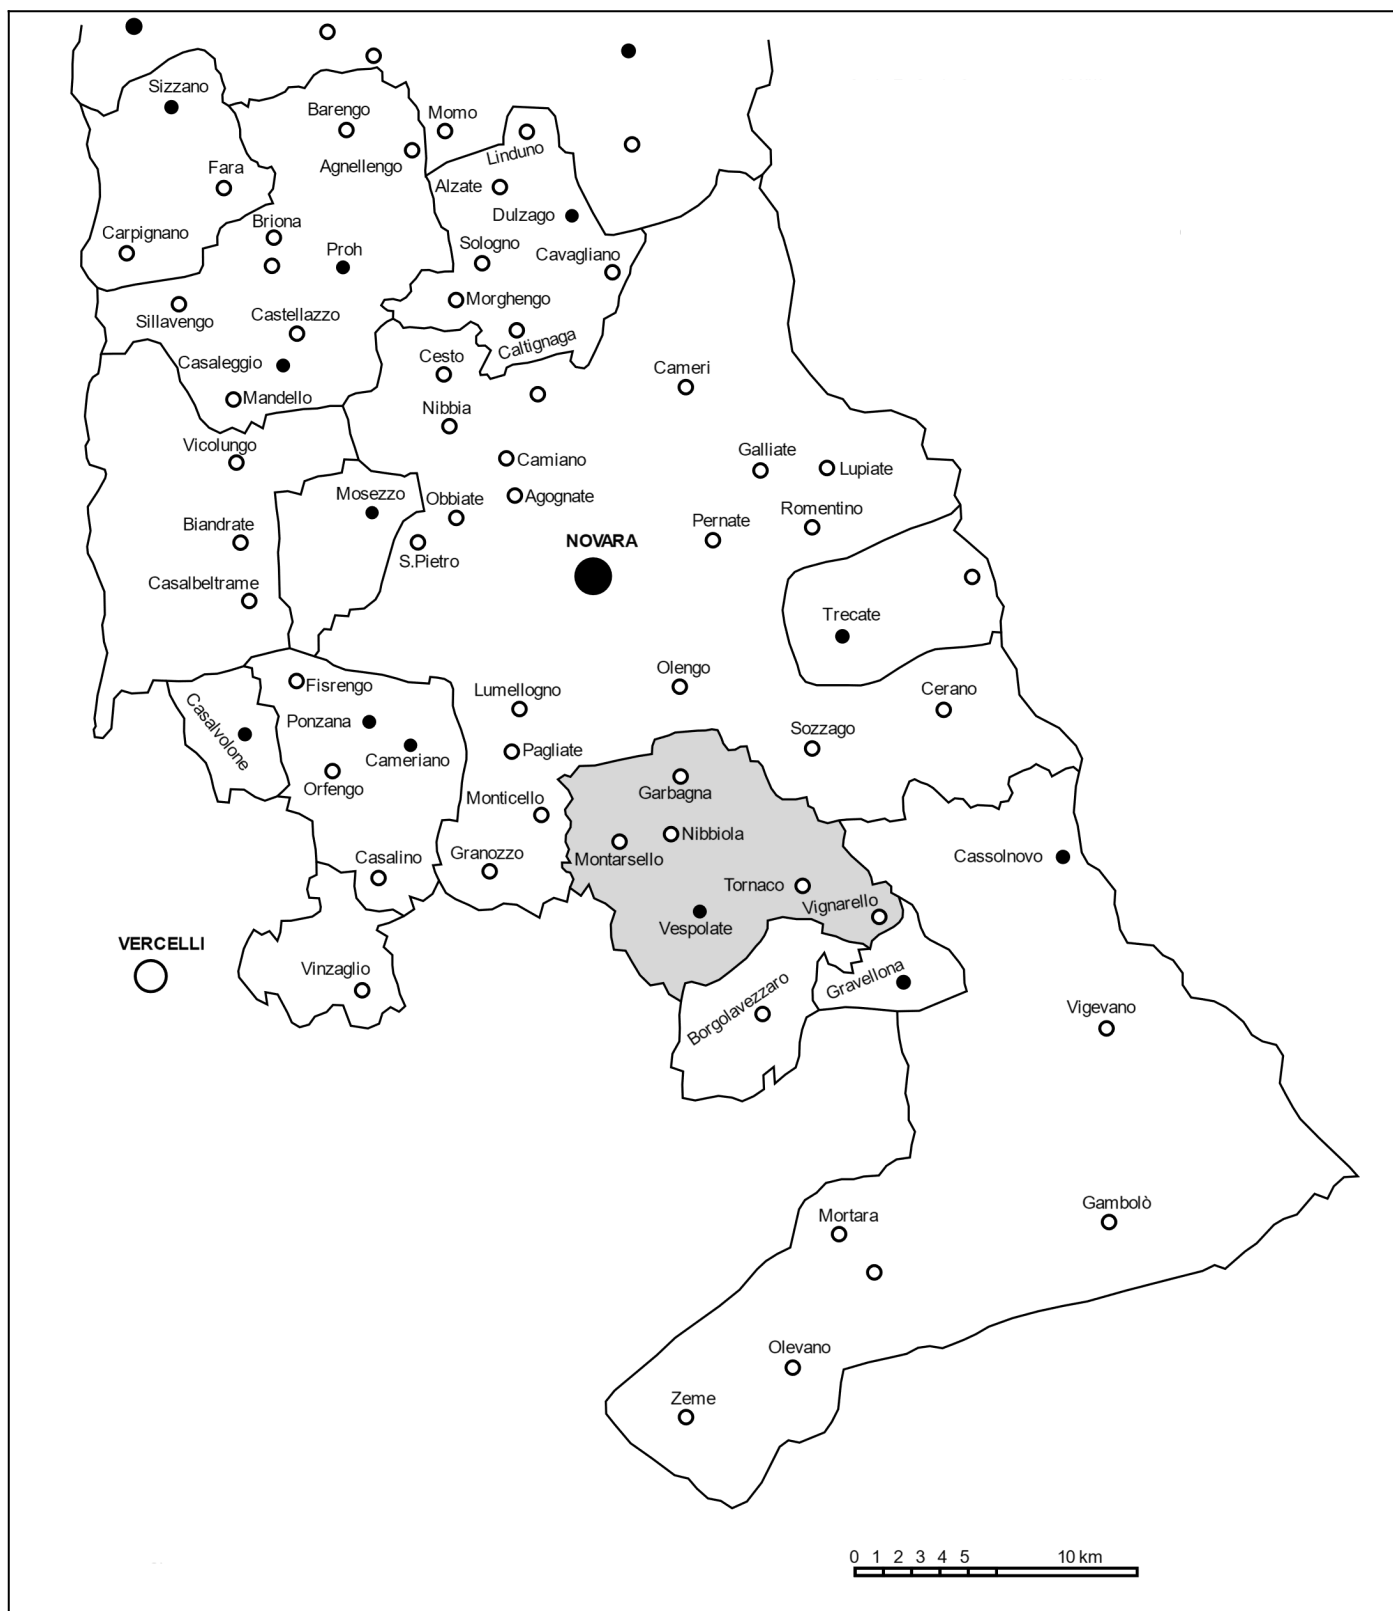 Sizzano
Barengo
Momo
Linduno
Agnellengo
Fara
Alzate
Dulzago
Briona
Carpignano
Proh
Sologno
Cavagliano
Morghengo
Sillavengo
Castellazzo
Caltignaga
Cesto
Casaleggio
Cameri
Mandello
Nibbia
Vicolungo
Camiano
Galliate
Lupiate
Mosezzo
Obbiate
Agognate
Romentino
Biandrate
Pernate
NOVARA
S.Pietro
Casalbeltrame
Trecate
Olengo
Fisrengo
Lumellogno
Cerano
Casalvolone
Ponzana
Sozzago
Cameriano
Pagliate
Orfengo
Garbagna
Monticello
Nibbiola
Casalino
Granozzo
Montarsello
Cassolnovo
Tornaco
Vignarello
Vespolate
VERCELLI
Vinzaglio
Gravellona
Borgolavezzaro
Vigevano
Mortara
Gambolò
Olevano
Zeme
0 1 2 3 4 5 10 km